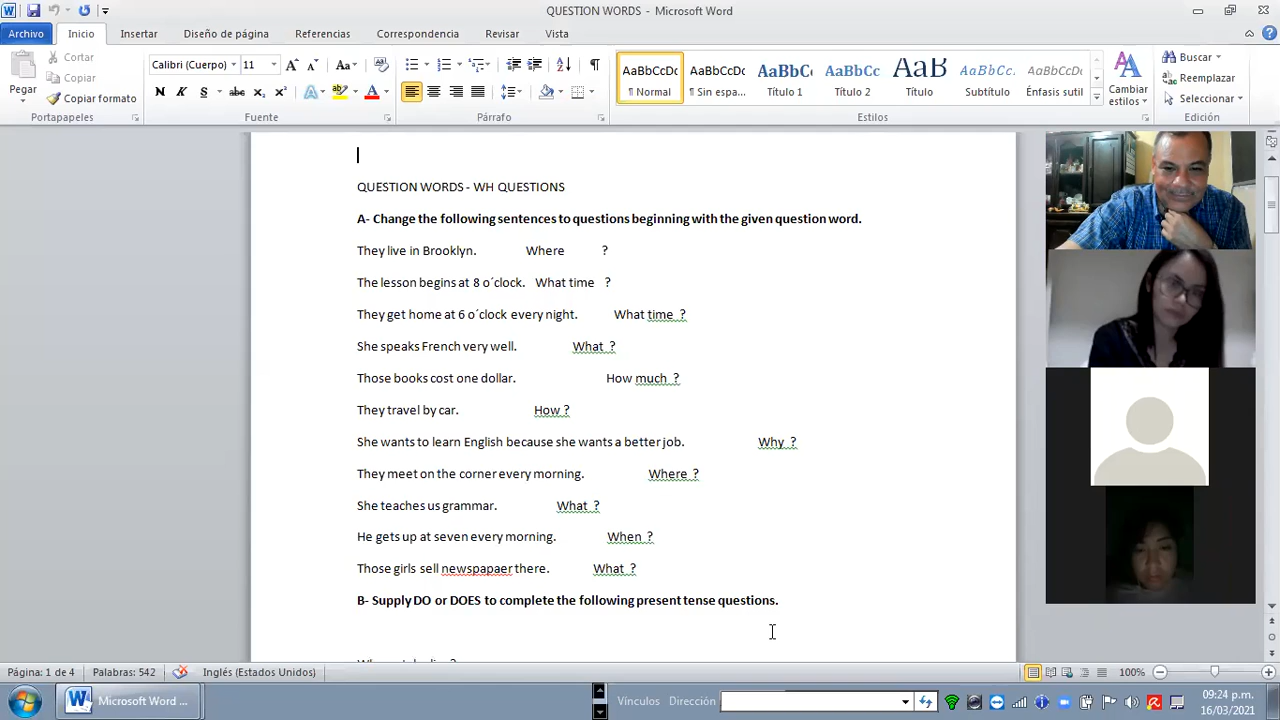 QUESTION WORDS - Microsoft Word
Archivo Inicio Insertar Diseño de página Referencias Correspondencia Revisar Vista
Pegar
Cortar
Copiar
Copiar formato
Portapapeles
Calibri (Cuerpo) 11
Fuente
Párrafo
AaBbCcDc AaBbCcDc AaBbC AaBbCc AaB AaBbCc. AaBbCcDc
¶ Normal ¶ Sin espa... Título 1 Título 2 Título Subtítulo Énfasis sutil
Cambiar estilos
Estilos
Buscar
Reemplazar
Seleccionar
Edición
QUESTION WORDS - WH QUESTIONS
A- Change the following sentences to questions beginning with the given question word.
They live in Brooklyn. Where ?
The lesson begins at 8 o´clock. What time ?
They get home at 6 o´clock every night. What time ?
She speaks French very well. What ?
Those books cost one dollar. How much ?
They travel by car. How ?
She wants to learn English because she wants a better job. Why ?
They meet on the corner every morning. Where ?
She teaches us grammar. What ?
He gets up at seven every morning. When ?
Those girls sell newspapaer there. What ?
B- Supply DO or DOES to complete the following present tense questions.
Página: 1 de 4 Palabras: 542 Inglés (Estados Unidos) 100%
Microsoft Word ... Vínculos Dirección
09:24 p.m.
16/03/2021